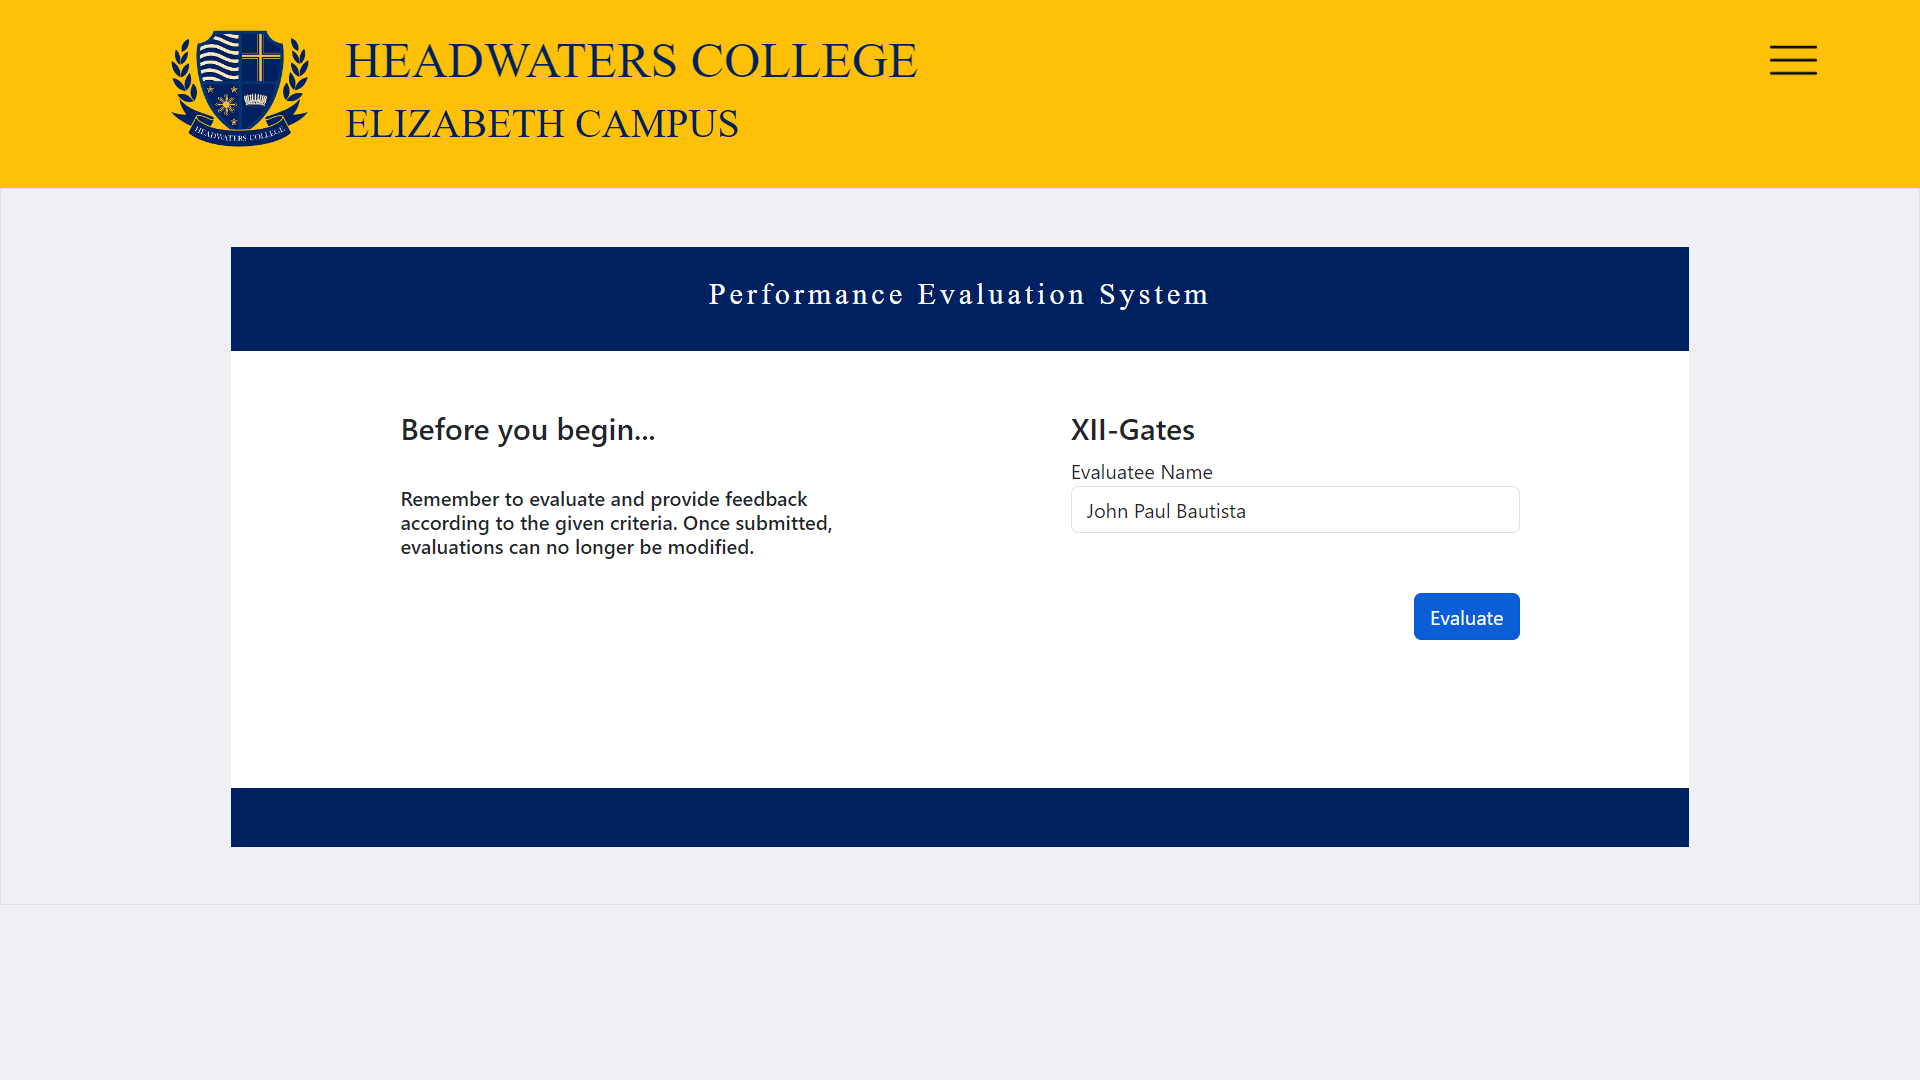 HEADWATERS COLLEGE
HEADWATERS COLLEGE
ELIZABETH CAMPUS
Performance Evaluation System
Before you begin...
Remember to evaluate and provide feedback
according to the given criteria. Once submitted,
evaluations can no longer be modified.
XII-Gates
Evaluatee Name
John Paul Bautista
Evaluate